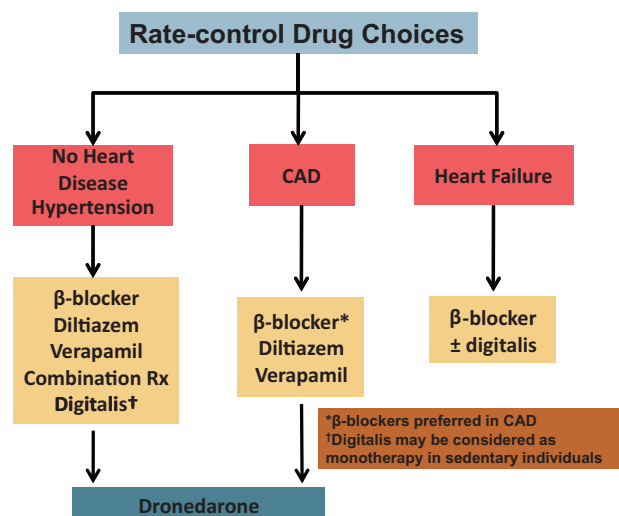 Rate-control Drug Choices
No Heart
Disease
Hypertension
CAD
Heart Failure
β-blocker
Diltiazem
Verapamil
Combination Rx
Digitalis†
β-blocker*
Diltiazem
Verapamil
β-blocker
± digitalis
*β-blockers preferred in CAD
†Digitalis may be considered as
monotherapy in sedentary individuals
Dronedarone